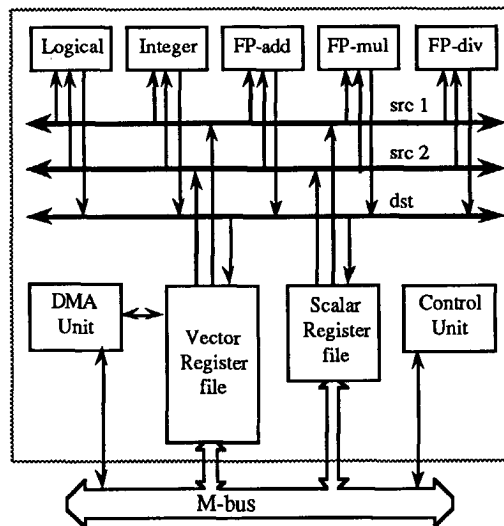 Logical
Integer
FP-add
FP-mul
FP-div
src 1
src 2
dst
DMA
Unit
Vector
Register
file
Scalar
Register
file
Control
Unit
M-bus